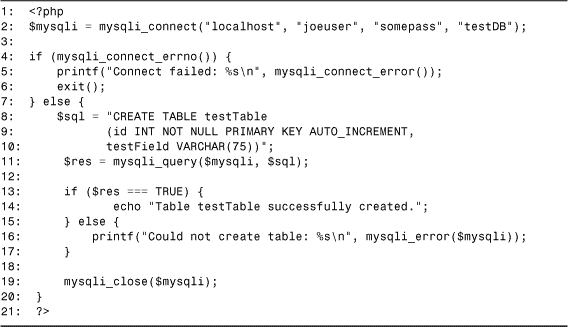 1: <?php
2: $mysqli = mysqli_connect("localhost", "joeuser", "somepass", "testDB");
3:
4: if (mysqli_connect_errno()) {
5: printf("Connect failed: %s\n", mysqli_connect_error());
6: exit();
7: } else {
8: $sql = "CREATE TABLE testTable
9: (id INT NOT NULL PRIMARY KEY AUTO_INCREMENT,
10: testField VARCHAR(75))";
11: $res = mysqli_query($mysqli, $sql);
12:
13: if ($res === TRUE) {
14: echo "Table testTable successfully created.";
15: } else {
16: printf("Could not create table: %s\n", mysqli_error($mysqli));
17: }
18:
19: mysqli_close($mysqli);
20: }
21: ?>